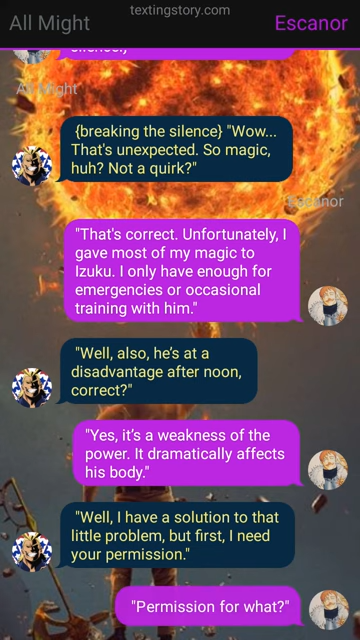 textingstory.com
All Might
Escanor
silence}
All Might
{breaking the silence} "Wow...
That's unexpected. So magic,
huh? Not a quirk?"
Escanor
"That's correct. Unfortunately, I
gave most of my magic to
Izuku. I only have enough for
emergencies or occasional
training with him."
"Well, also, he's at a
disadvantage after noon,
correct?"
"Yes, it's a weakness of the
power. It dramatically affects
his body."
"Well, I have a solution to that
little problem, but first, I need
your permission."
"Permission for what?"